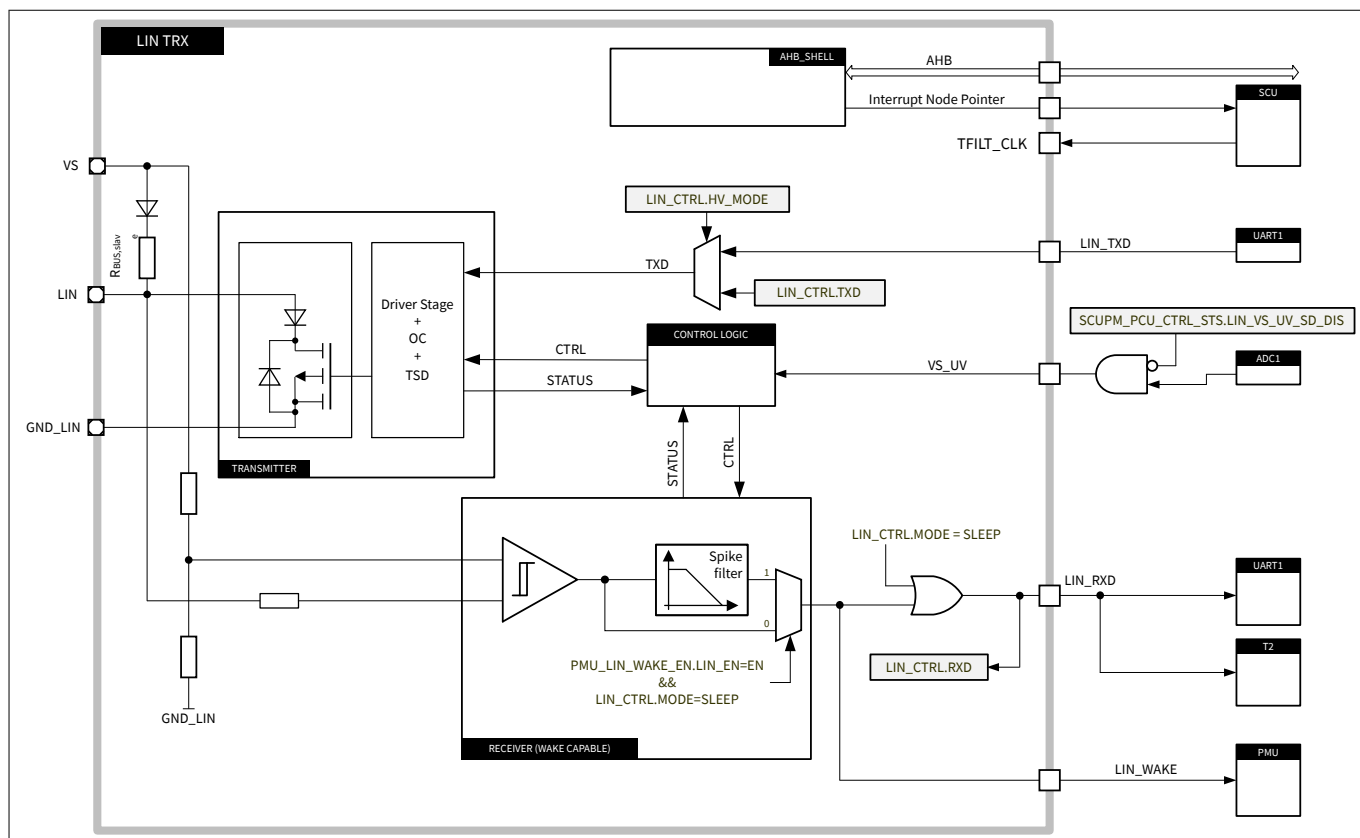 LIN TRX
AHB_SHELL
AHB
Interrupt Node Pointer
SCU
TFILT_CLK
VS
LIN_CTRL.HV_MODE
RBUS,slav
e
LIN_TXD
UART1
TXD
LIN
LIN_CTRL.TXD
Driver Stage
+
OC
+
TSD
SCUPM_PCU_CTRL_STS.LIN_VS_UV_SD_DIS
CONTROL LOGIC
CTRL
VS_UV
ADC1
STATUS
GND_LIN
TRANSMITTER
STATUS
CTRL
LIN_CTRL.MODE = SLEEP
Spike
filter
1
LIN_RXD
UART1
0
PMU_LIN_WAKE_EN.LIN_EN=EN
&&
LIN_CTRL.MODE=SLEEP
LIN_CTRL.RXD
T2
GND_LIN
RECEIVER (WAKE CAPABLE)
LIN_WAKE
PMU